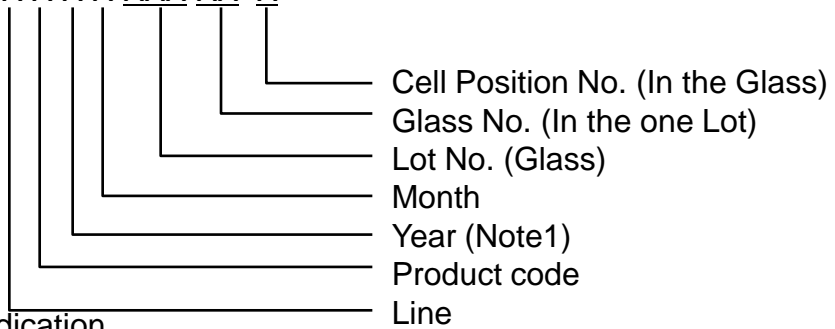 Cell Position No. (In the Glass)
Glass No. (In the one Lot)
Lot No. (Glass)
Month
Year (Note1)
Product code
Line